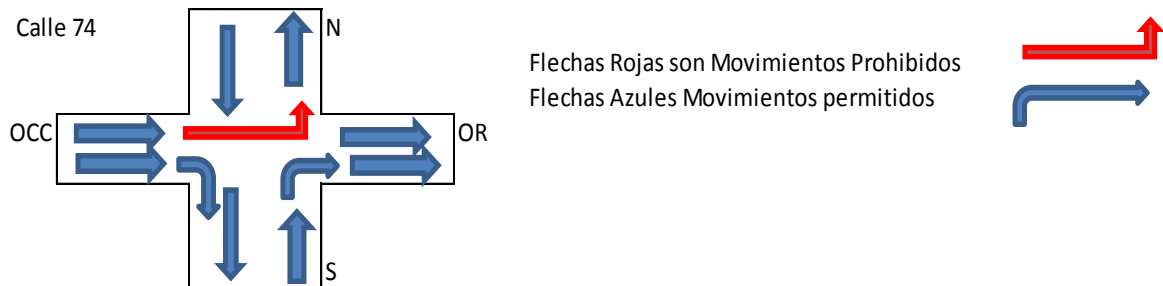 Calle 74
N
Flechas Rojas son Movimientos Prohibidos
Flechas Azules Movimientos permitidos
OCC
OR
S